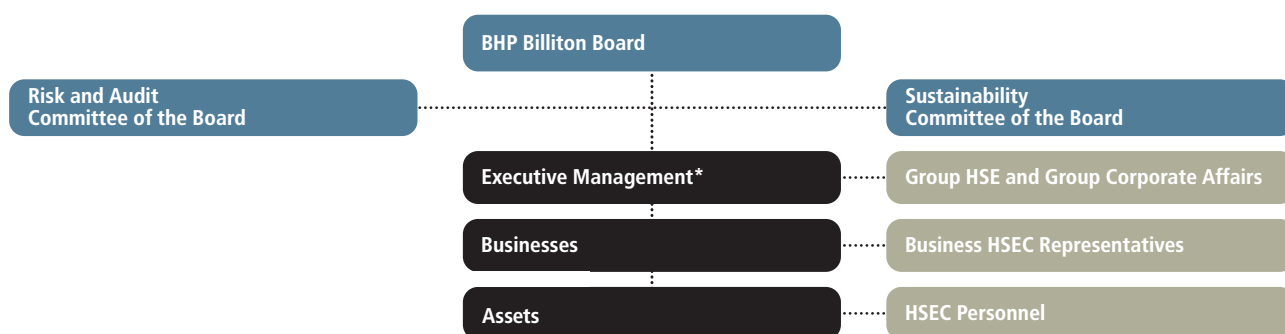 BHP Billiton Board
Risk and Audit
Committee of the Board
Sustainability
Committee of the Board
Executive Management*
Group HSE and Group Corporate Affairs
Businesses
Business HSEC Representatives
Assets
HSEC Personnel